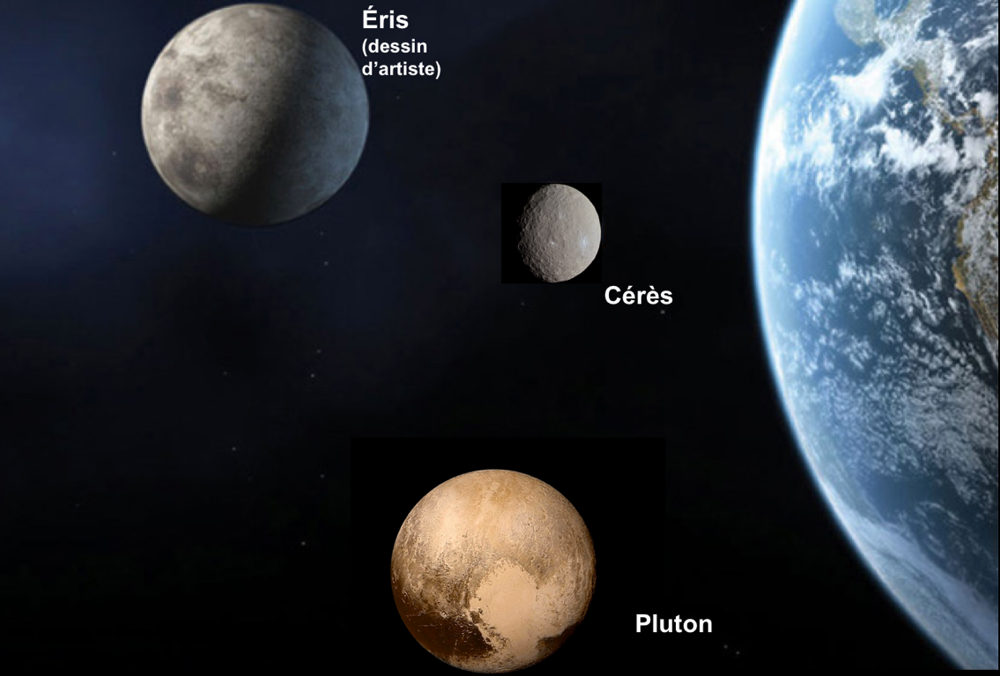 Éris
(dessin
d’artiste)
Cérès
Pluton